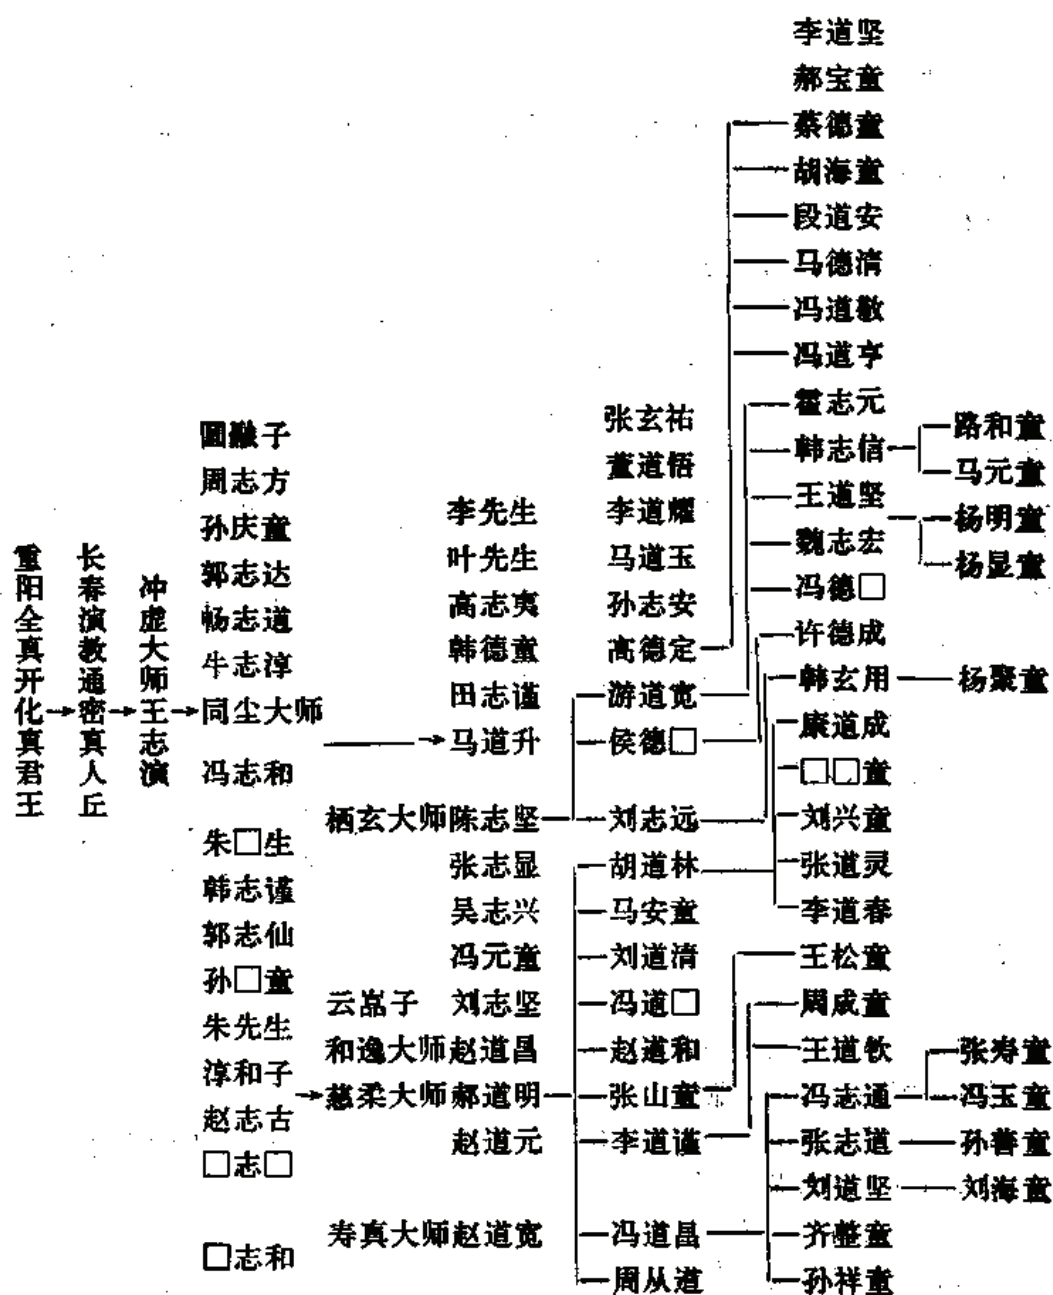 重阳全真开化真君王
长春演教通密真人丘
冲虚大师王志演
圆融子
周志方
孙庆童
郭志达
畅志道
牛志淳
同尘大师
冯志和
朱□生
韩志谨
郭志仙
孙□童
朱先生
淳和子
赵志古
□志□
□志和
李先生
叶先生
高志夷
韩德童
田志谨
马道升
栖玄大师陈志坚
张志显
吴志兴
冯元童
云峦子 刘志坚
和逸大师赵道昌
慈柔大师郝道明
赵道元
寿真大师赵道宽
张玄祐
董道悟
李道耀
马道玉
孙志安
高德定
游道宽
侯德□
刘志远
胡道林
马安童
刘道清
冯道□
赵道和
张山童
李道谨
冯道昌
周从道
李道坚
郝宝童
蔡德童
胡海童
段道安
马德清
冯道敬
冯道亨
霍志元
韩志信
王道坚
魏志宏
冯德□
许德成
韩玄用
康道成
□□童
刘兴童
张道灵
李道春
王松童
周成童
王道钦
冯志通
张志道
刘道坚
齐整童
孙祥童
路和童
马元童
杨明童
杨显童
杨聚童
张寿童
冯玉童
孙善童
刘海童